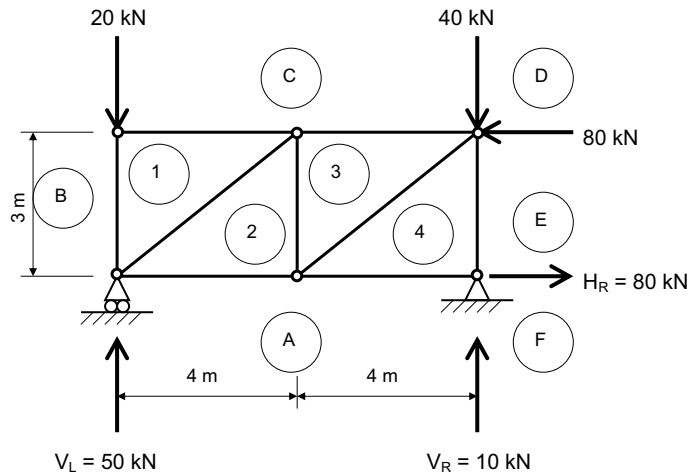 20 kN
40 kN
C
D
80 kN
1
3
B
3 m
2
4
E
H_R = 80 kN
A
F
4 m
4 m
V_L = 50 kN
V_R = 10 kN